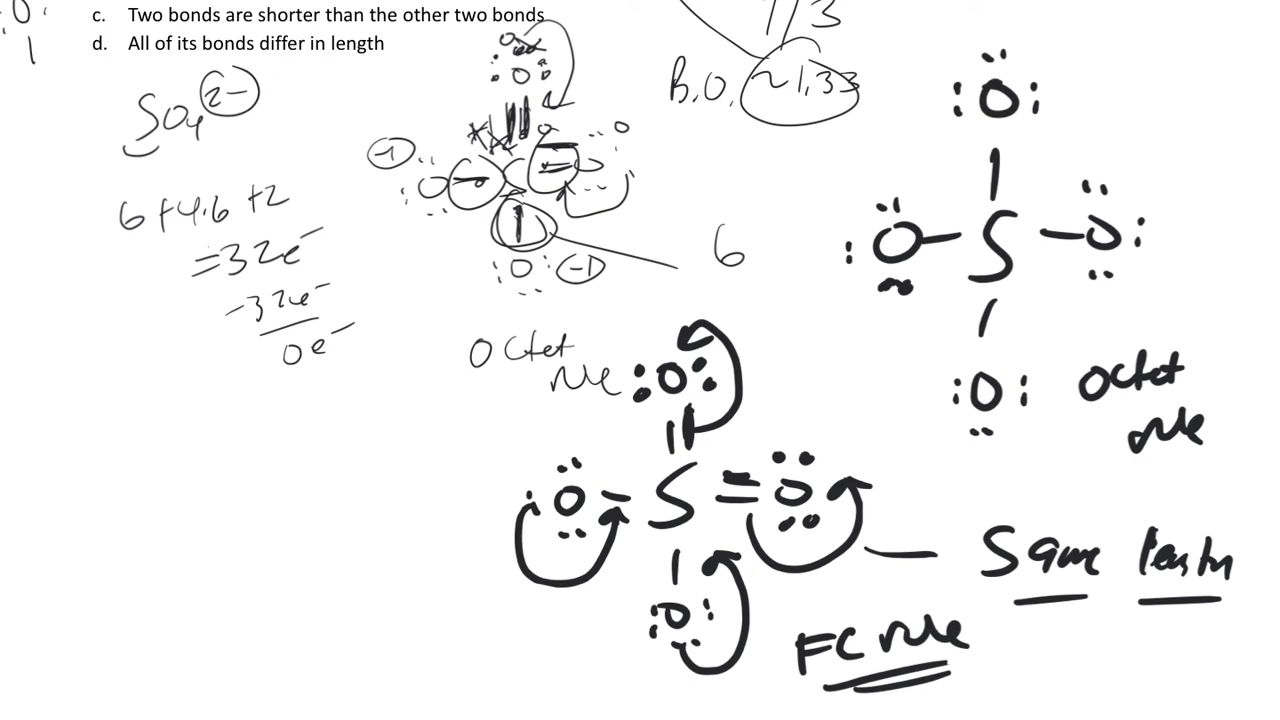 c. Two bonds are shorter than the other two bonds
d. All of its bonds differ in length
SO4 2-
B.O. ~1,33
6+4.6+2
=32e-
-32e-
0e-
6
Octet
rule
Octet
rule
:O: - S = O
Same length
FC rule